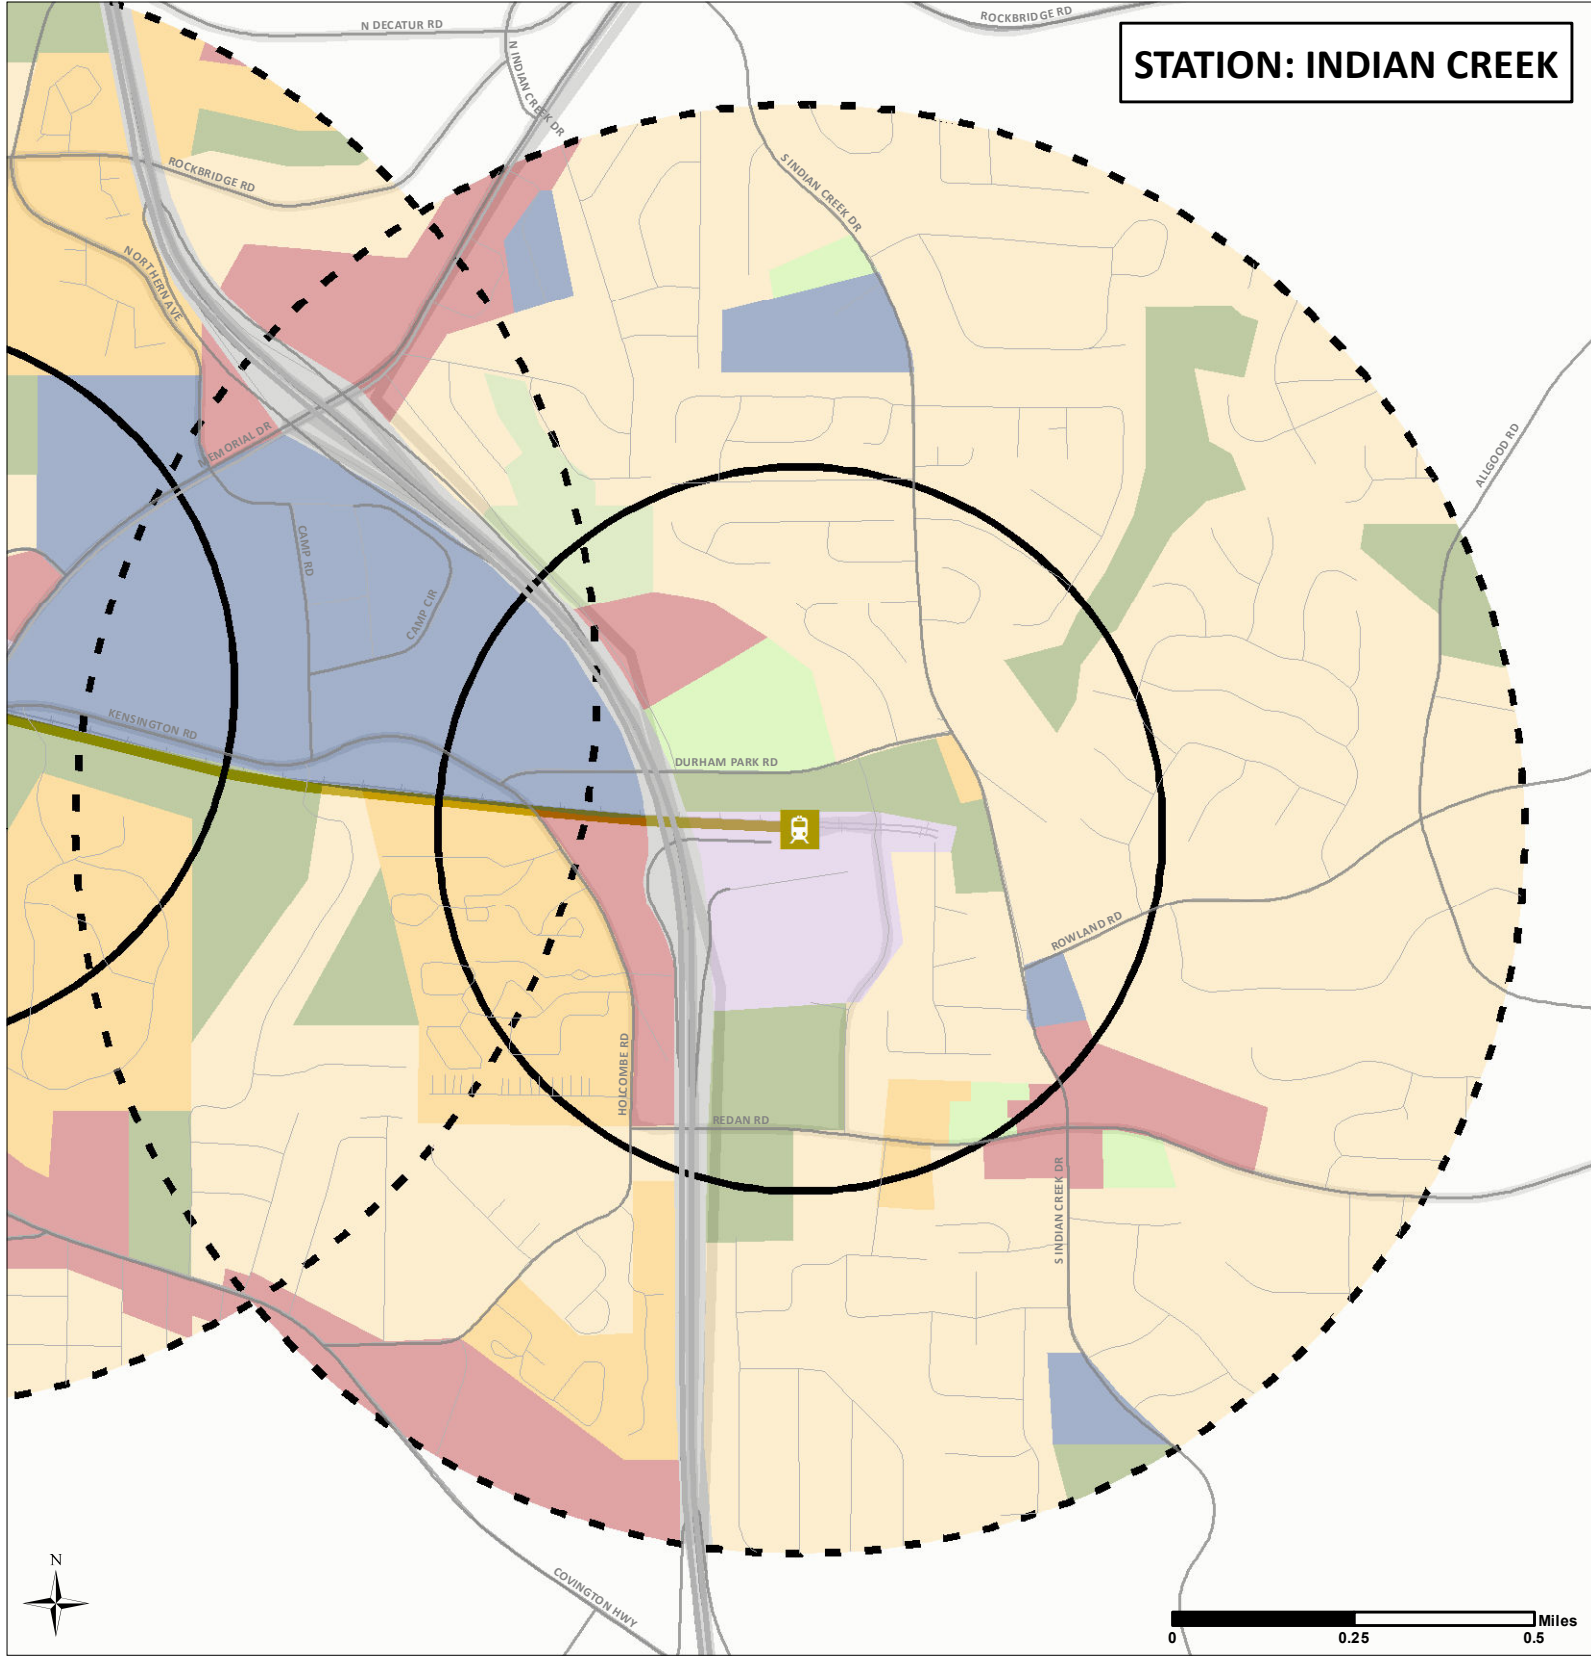 N DECATUR RD
ROCKBRIDGE RD
STATION: INDIAN CREEK
N INDIAN CREEK DR
ROCKBRIDGE RD
S INDIAN CREEK DR
N ORTHERN AVE
MEMORIAL DR
ALLGOOD RD
CAMP RD
CAMP CIR
KENSINGTON RD
DURHAM PARK RD
ROWLAND RD
HOLCOMBE RD
REDAN RD
S INDIAN CREEK DR
COVINGTON HWY
N
Miles
0 0.25 0.5